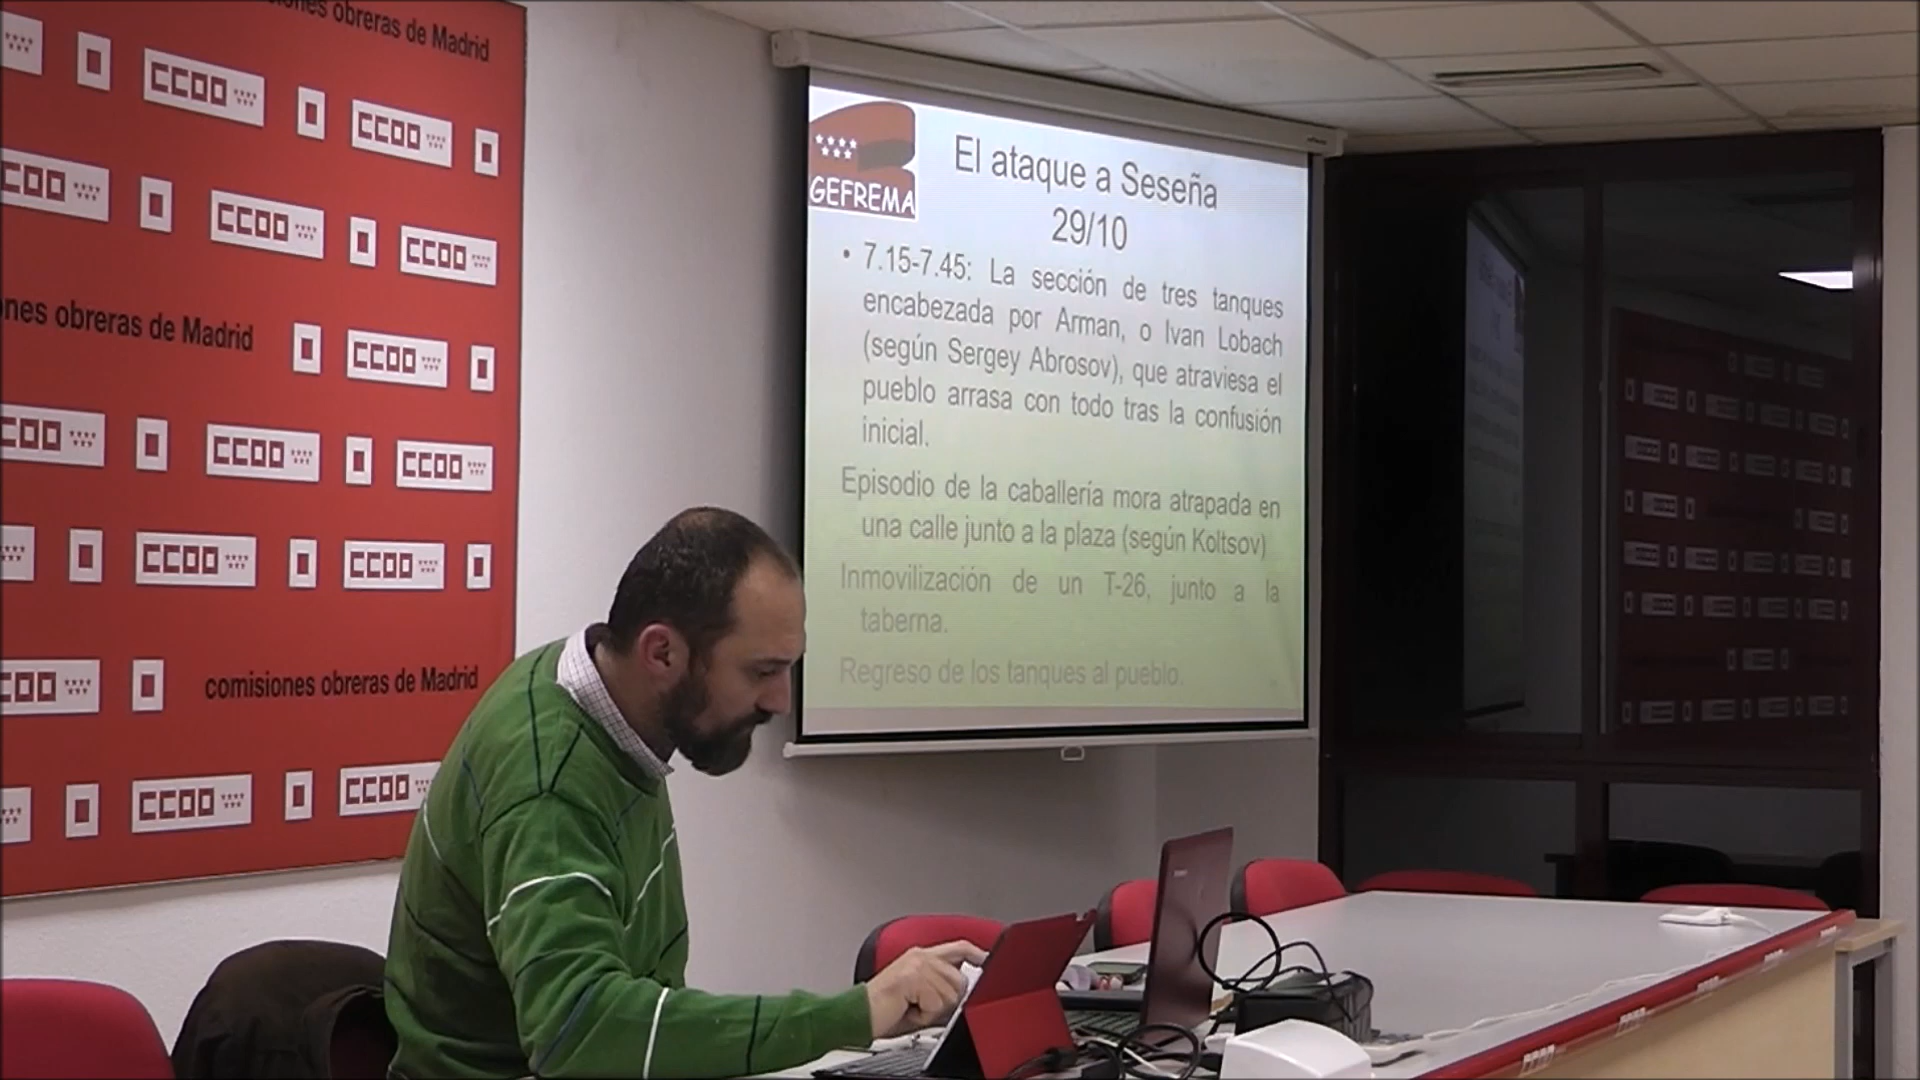 comisiones obreras de Madrid
CCOO
CCOO
CCOO
CCOO
CCOO
ones obreras de Madrid
CCOO
CCOO
CCOO
CCOO
CCOO
CCOO
comisiones obreras de Madrid
CCOO
CCOO
GEFREMA
El ataque a Seseña
29/10
• 7.15-7.45: La sección de tres tanques
encabezada por Arman, o Ivan Lobach
(según Sergey Abrosov), que atraviesa el
pueblo arrasa con todo tras la confusión
inicial.
Episodio de la caballería mora atrapada en
una calle junto a la plaza (según Koltsov)
Inmovilización de un T-26, junto a la
taberna.
Regreso de los tanques al pueblo.